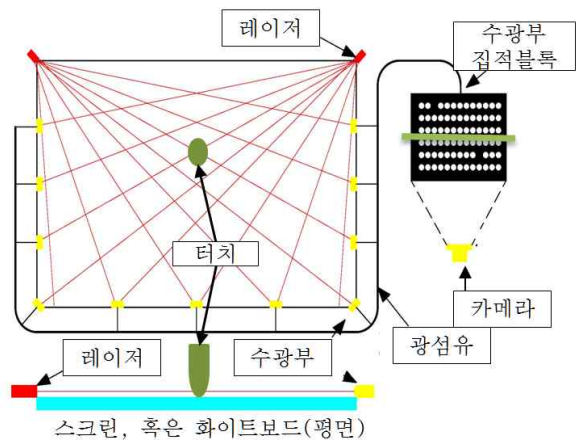 레이저
수광부
집적블록
터치
카메라
광섬유
레이저
수광부
스크린, 혹은 화이트보드(평면)